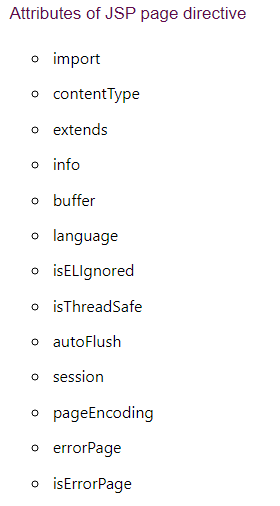 Attributes of JSP page directive
import
contentType
extends
info
buffer
language
isELIgnored
isThreadSafe
autoFlush
session
pageEncoding
errorPage
isErrorPage